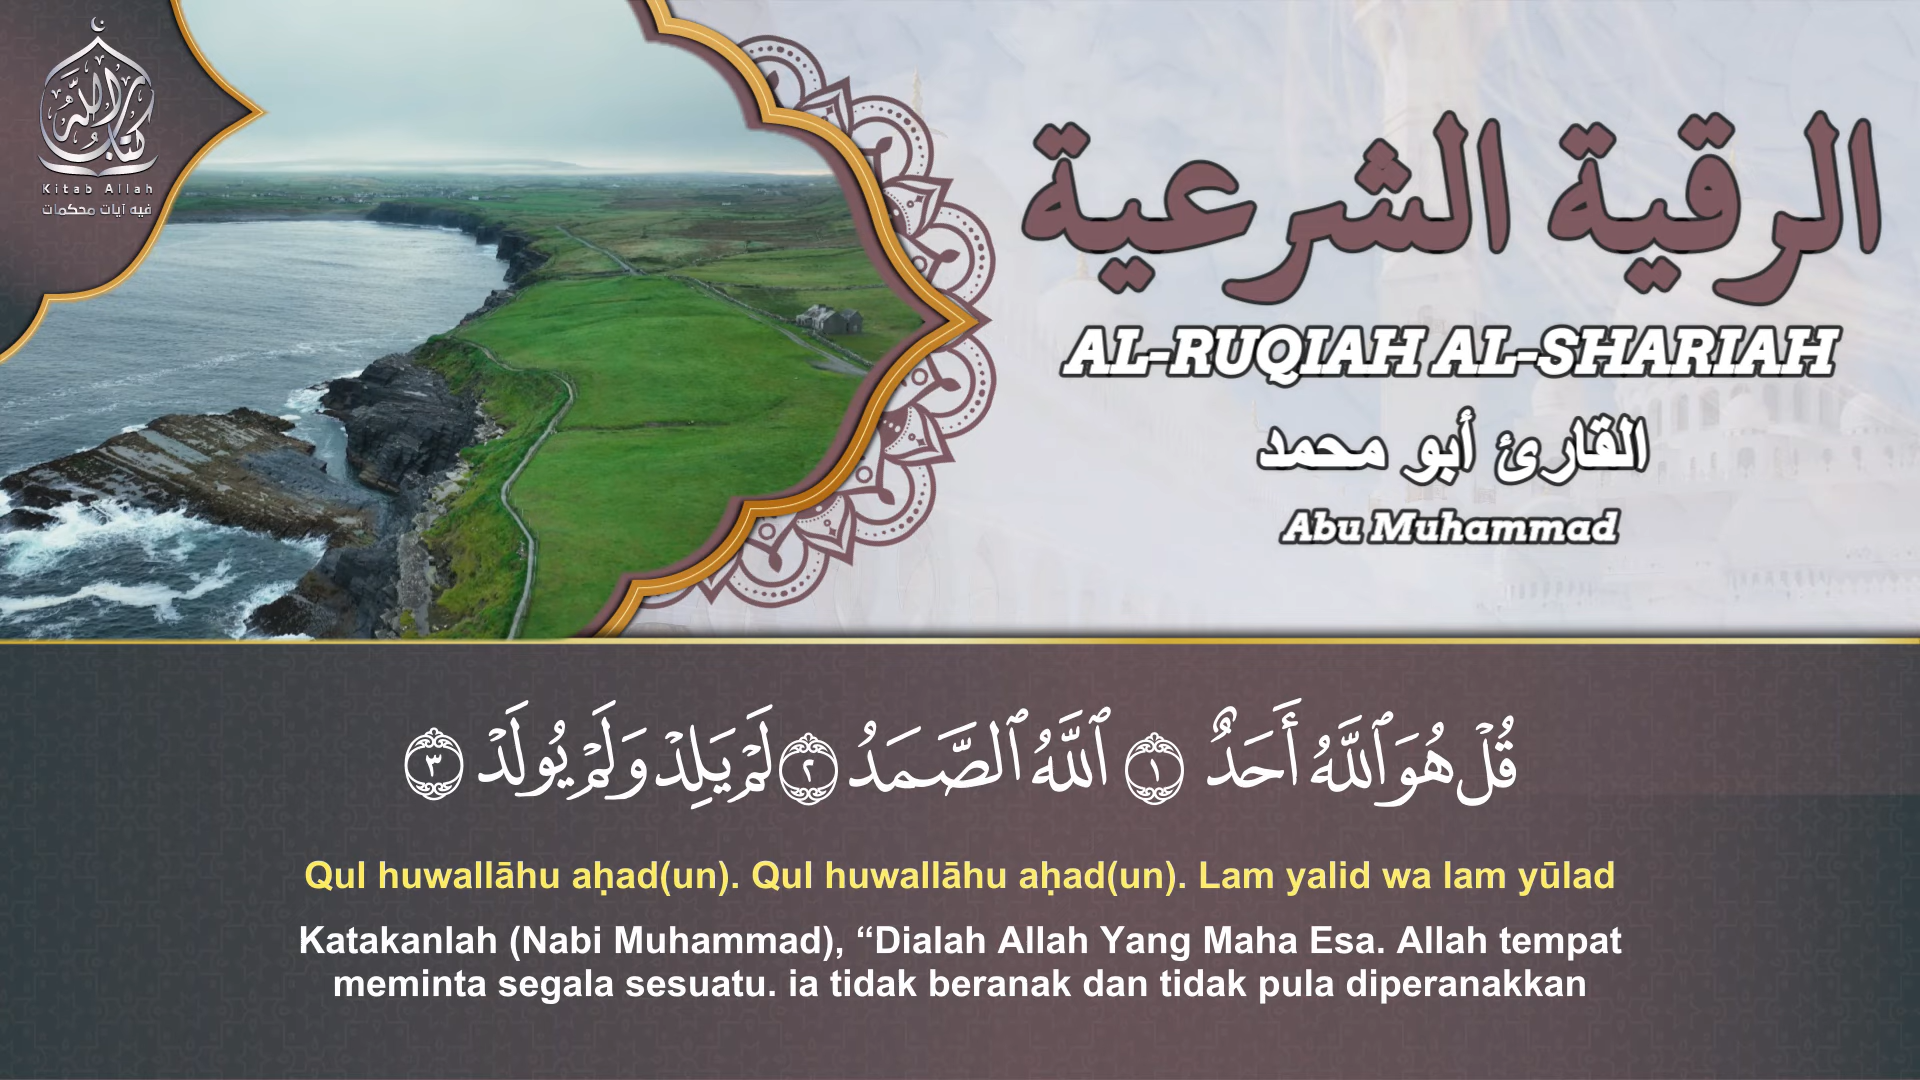 كتاب الله
Kitab Allah
فيه آيات محكمات
الرقية الشرعية
AL-RUQIAH AL-SHARIAH
القارئ أبو محمد
Abu Muhammad
قُلْ هُوَ ٱللَّهُ أَحَدٌ ١ ٱللَّهُ ٱلصَّمَدُ ٢ لَمْ يَلِدْ وَلَمْ يُولَدْ ٣
Qul huwallāhu aḥad(un). Qul huwallāhu aḥad(un). Lam yalid wa lam yūlad
Katakanlah (Nabi Muhammad), “Dialah Allah Yang Maha Esa. Allah tempat
meminta segala sesuatu. ia tidak beranak dan tidak pula diperanakkan